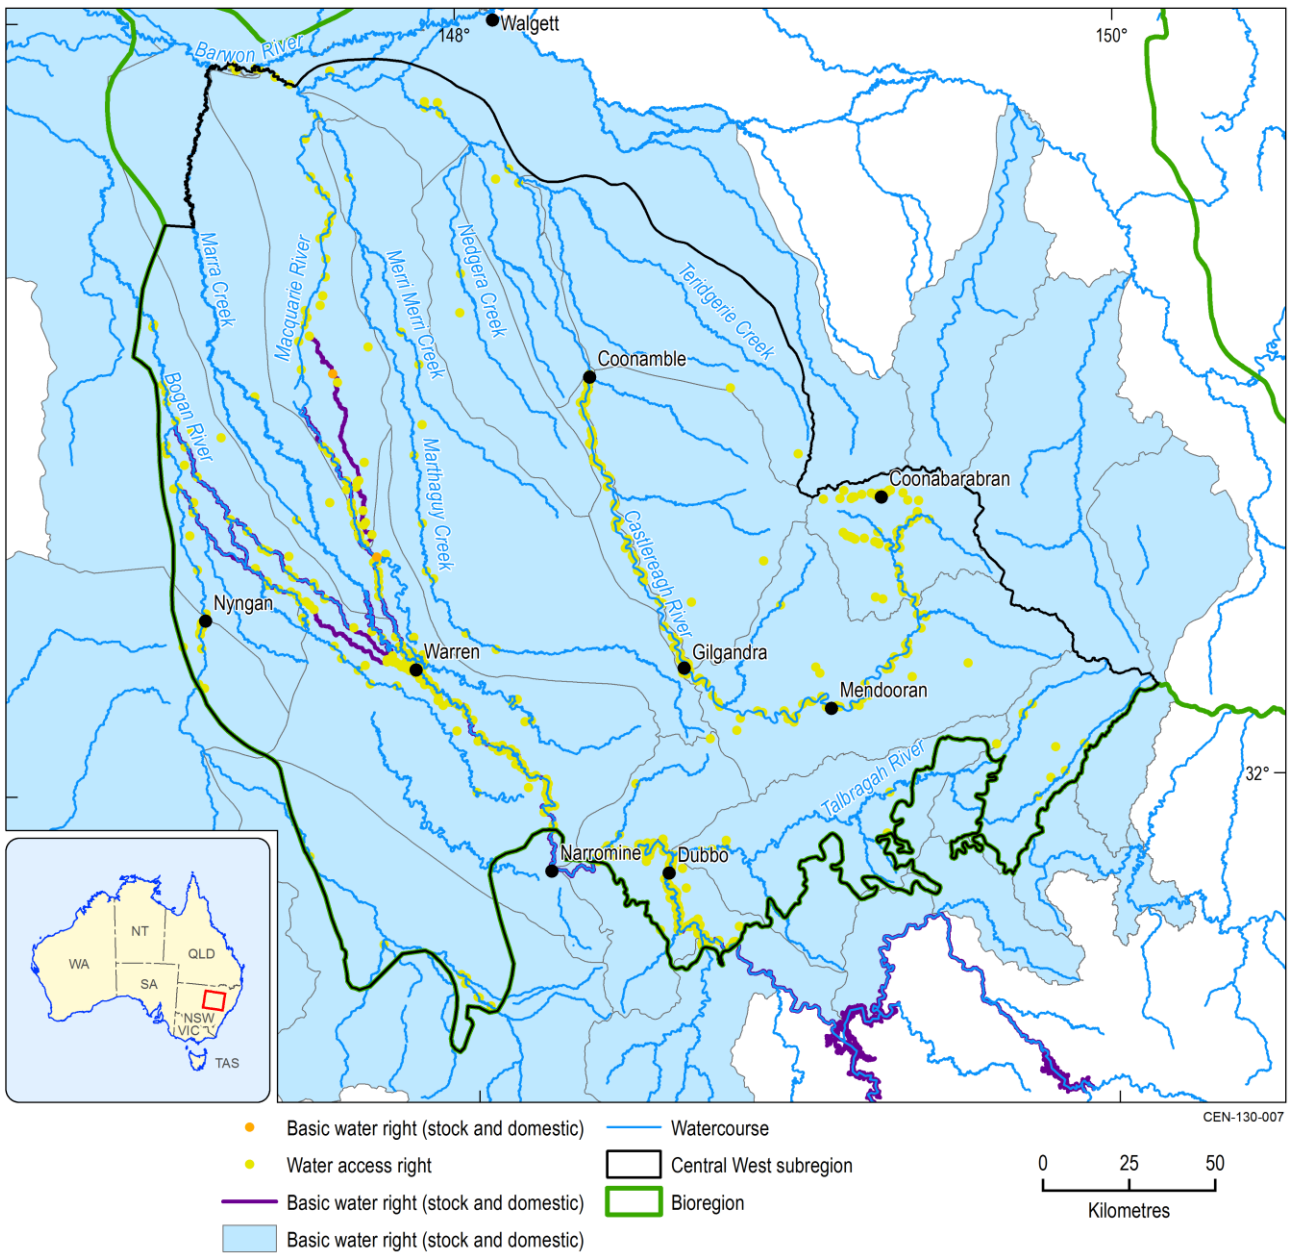 Walgett
148°
150°
Barwon River
Marra Creek
Macquarie River
Merri Merri Creek
Nedgera Creek
Teridgerie Creek
Coonamble
Bogan River
Marthaguy Creek
Castlereagh River
Coonabarabran
Nyngan
Warren
Gilgandra
Mendooran
32°
Talbragah River
Narromine
Dubbo
NT
QLD
WA
SA
NSW
VIC
TAS
CEN-130-007
Basic water right (stock and domestic)
Watercourse
Water access right
Central West subregion
0 25 50
Basic water right (stock and domestic)
Bioregion
Kilometres
Basic water right (stock and domestic)